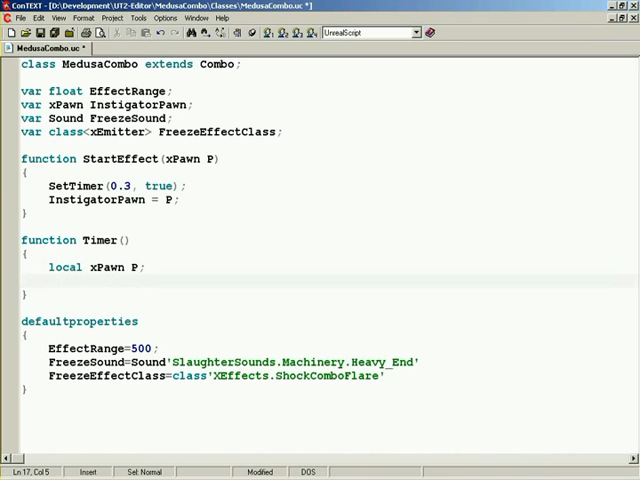 ConTEXT - [D:\Development\UT2-Editor\MedusaCombo\Classes\MedusaCombo.uc *]
File Edit View Format Project Tools Options Window Help
UnrealScript
MedusaCombo.uc *
class MedusaCombo extends Combo;
var float EffectRange;
var xPawn InstigatorPawn;
var Sound FreezeSound;
var class<xEmitter> FreezeEffectClass;
function StartEffect(xPawn P)
{
SetTimer(0.3, true);
InstigatorPawn = P;
}
function Timer()
{
local xPawn P;
}
defaultproperties
{
EffectRange=500;
FreezeSound=Sound'SlaughterSounds.Machinery.Heavy_End'
FreezeEffectClass=class'XEffects.ShockComboFlare'
}
Ln 17, Col 5 Insert Sel: Normal Modified DOS